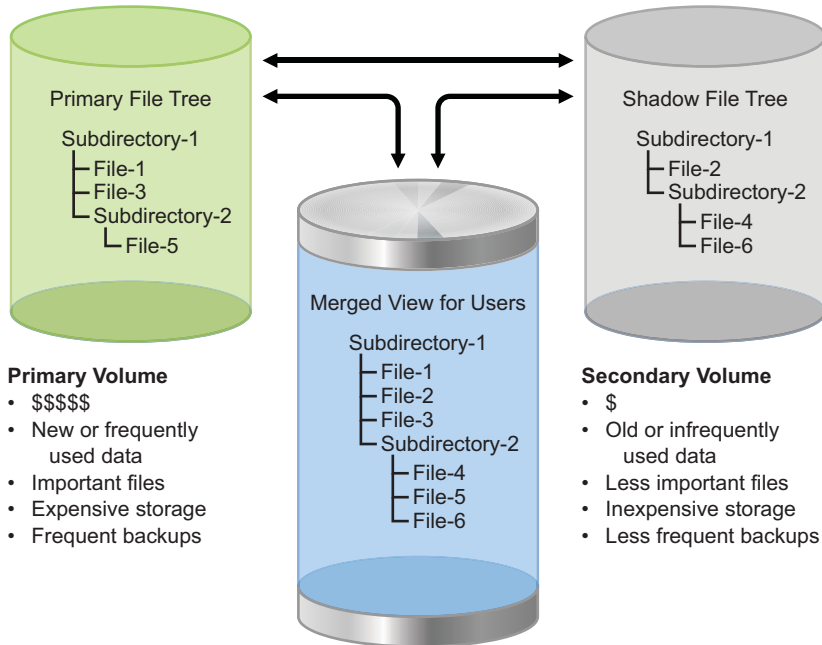 Primary File Tree
Subdirectory-1
File-1
File-3
Subdirectory-2
File-5
Shadow File Tree
Subdirectory-1
File-2
Subdirectory-2
File-4
File-6
Merged View for Users
Subdirectory-1
File-1
File-2
File-3
Subdirectory-2
File-4
File-5
File-6
Primary Volume
• $$$$$
• New or frequently
used data
• Important files
• Expensive storage
• Frequent backups
Secondary Volume
• $
• Old or infrequently
used data
• Less important files
• Inexpensive storage
• Less frequent backups